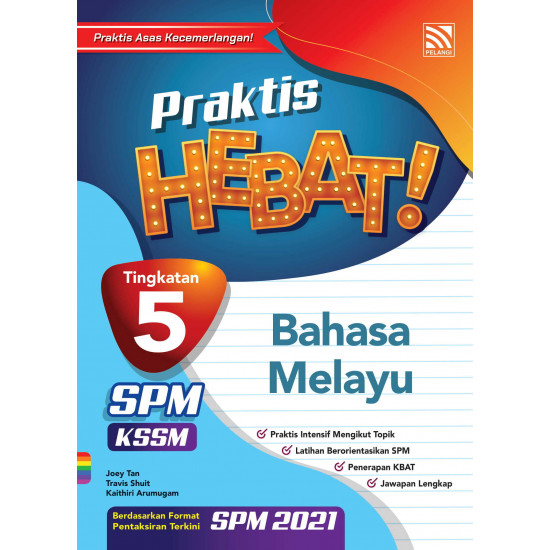 Praktis Asas Kecemerlangan!
PELANGI
Praktis
HEBAT!
Tingkatan
5
SPM
KSSM
Bahasa
Melayu
Praktis Intensif Mengikut Topik
Latihan Berorientasikan SPM
Penerapan KBAT
Jawapan Lengkap
Joey Tan
Travis Shuit
Kaithiri Arumugam
Berdasarkan Format
Pentaksiran Terkini
SPM 2021